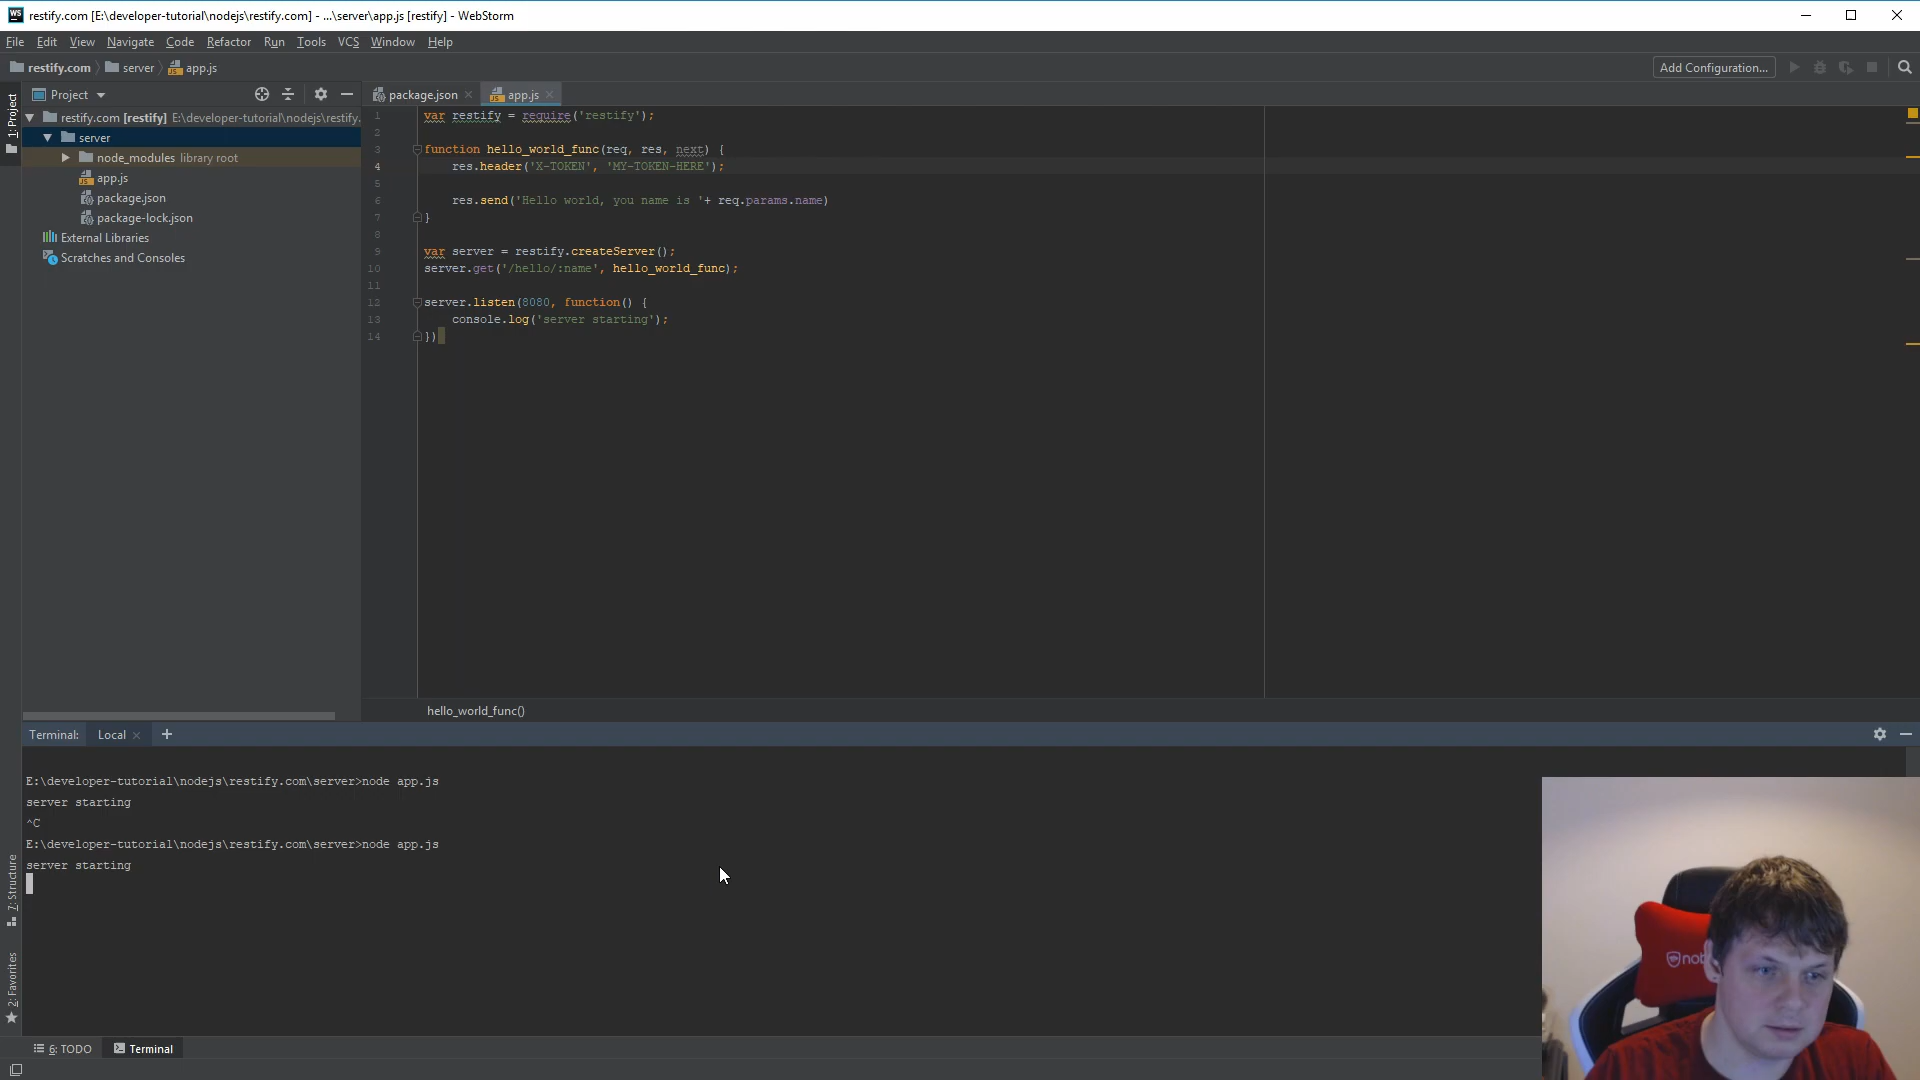 restify.com [E:\developer-tutorial\nodejs\restify.com] - ...\server\app.js [restify] - WebStorm
File Edit View Navigate Code Refactor Run Tools VCS Window Help
restify.com server app.js
Add Configuration...
1: Project
Project
package.json
app.js
restify.com [restify] E:\developer-tutorial\nodejs\restify.
server
node_modules library root
app.js
package.json
package-lock.json
External Libraries
Scratches and Consoles
1 var restify = require('restify');
2
3 function hello_world_func(req, res, next) {
4 res.header('X-TOKEN', 'MY-TOKEN-HERE');
5
6 res.send('Hello world, you name is '+ req.params.name)
7 }
8
9 var server = restify.createServer();
10 server.get('/hello/:name', hello_world_func);
11
12 server.listen(8080, function() {
13 console.log('server starting');
14 })
hello_world_func()
Terminal: Local
E:\developer-tutorial\nodejs\restify.com\server>node app.js
server starting
^C
E:\developer-tutorial\nodejs\restify.com\server>node app.js
server starting
7: Structure
2: Favorites
6: TODO Terminal